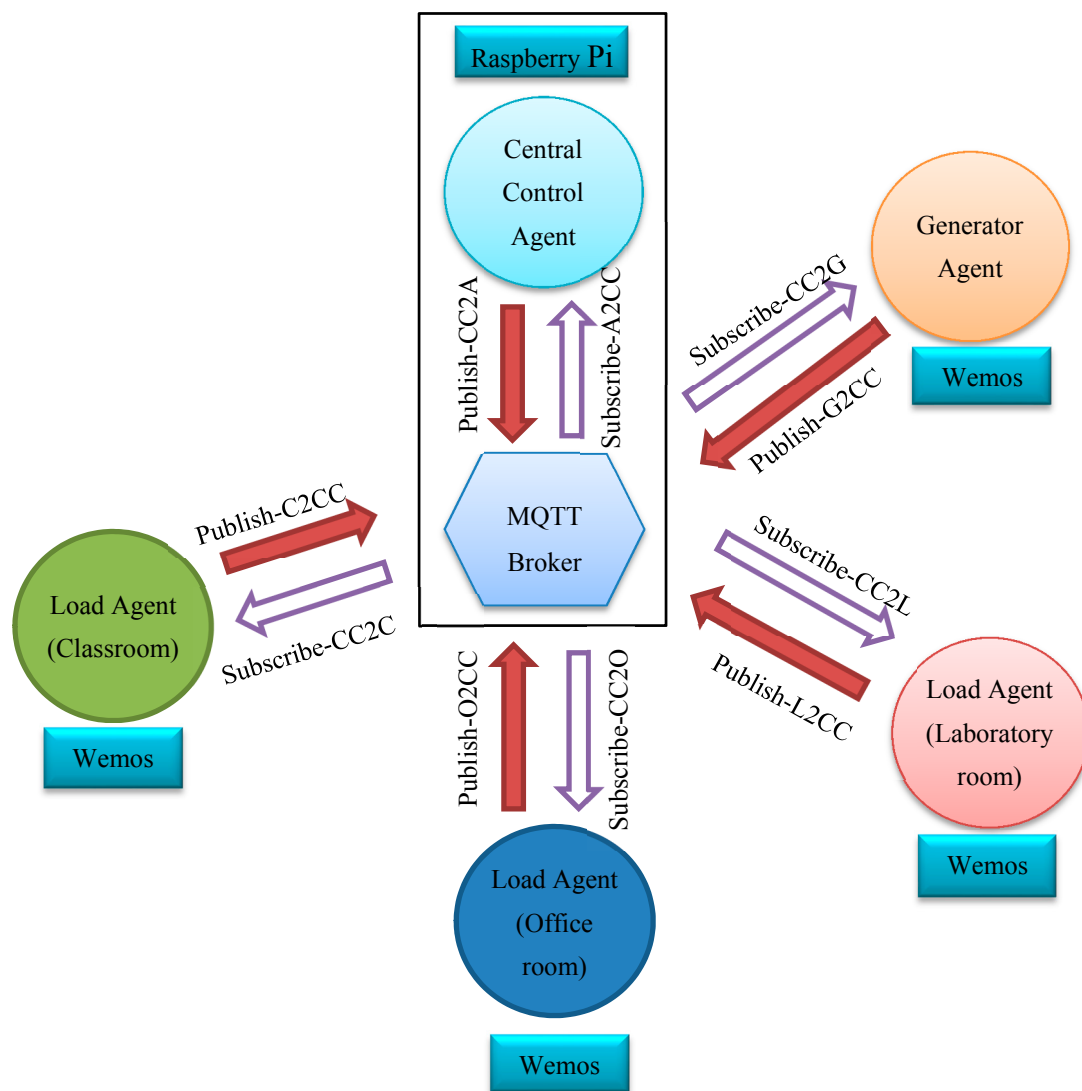 Raspberry Pi
Central
Control
Agent
Publish-CC2A
Subscribe-A2CC
MQTT
Broker
Generator
Agent
Wemos
Subscribe-CC2G
Publish-G2CC
Publish-C2CC
Subscribe-CC2C
Load Agent
(Classroom)
Wemos
Subscribe-CC2L
Publish-L2CC
Load Agent
(Laboratory
room)
Wemos
Publish-O2CC
Subscribe-CC2O
Load Agent
(Office
room)
Wemos